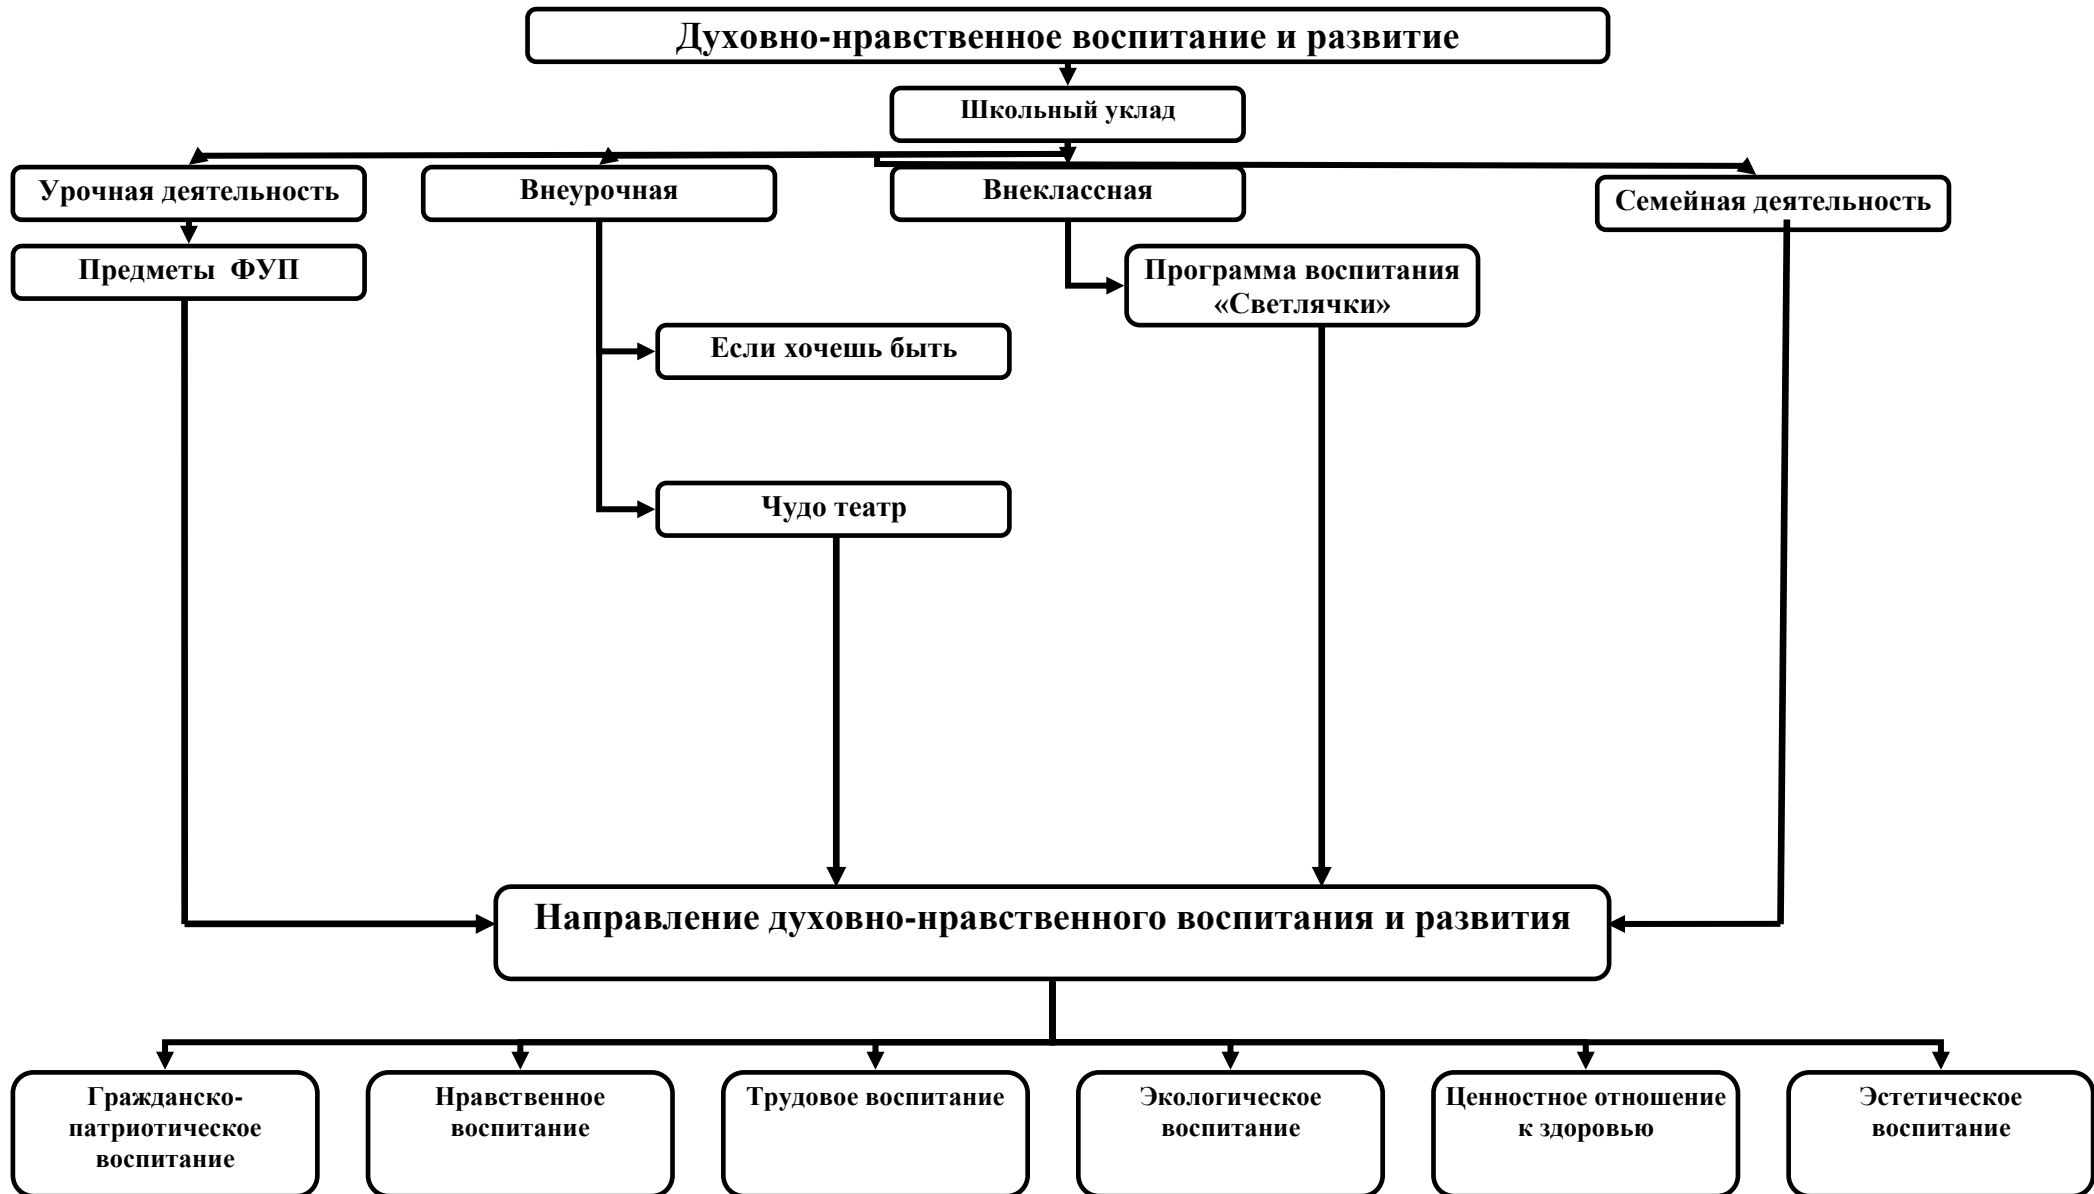 Духовно-нравственное воспитание и развитие
Школьный уклад
Урочная деятельность
Внеурочная
Внеклассная
Семейная деятельность
Предметы ФУП
Программа воспитания
«Светлячки»
Если хочешь быть
Чудо театр
Направление духовно-нравственного воспитания и развития
Гражданско-
патриотическое
воспитание
Нравственное
воспитание
Трудовое воспитание
Экологическое
воспитание
Ценностное отношение
к здоровью
Эстетическое
воспитание